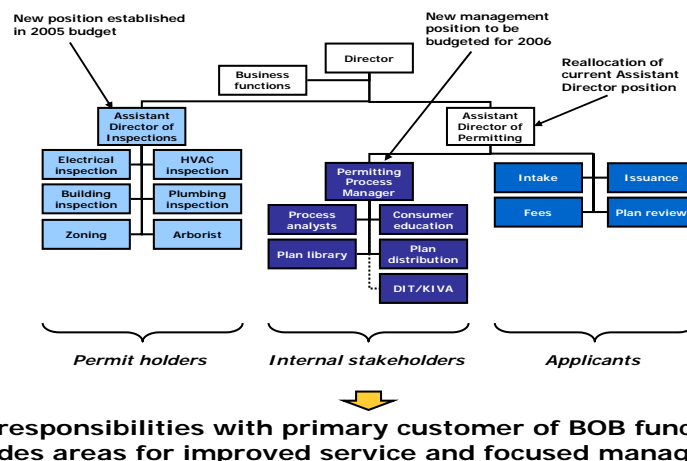 New position established
in 2005 budget
New management
position to be
budgeted for 2006
Reallocation of
current Assistant
Director position
Director
Business
functions
Assistant
Director of
Inspections
Assistant
Director of
Permitting
Electrical
inspection
HVAC
inspection
Building
inspection
Plumbing
inspection
Zoning
Arborist
Permitting
Process
Manager
Process
analysts
Consumer
education
Plan library
Plan
distribution
DIT/KIVA
Intake
Issuance
Fees
Plan review
Permit holders
Internal stakeholders
Applicants
responsibilities with primary customer of BOB
areas for improved service and focused